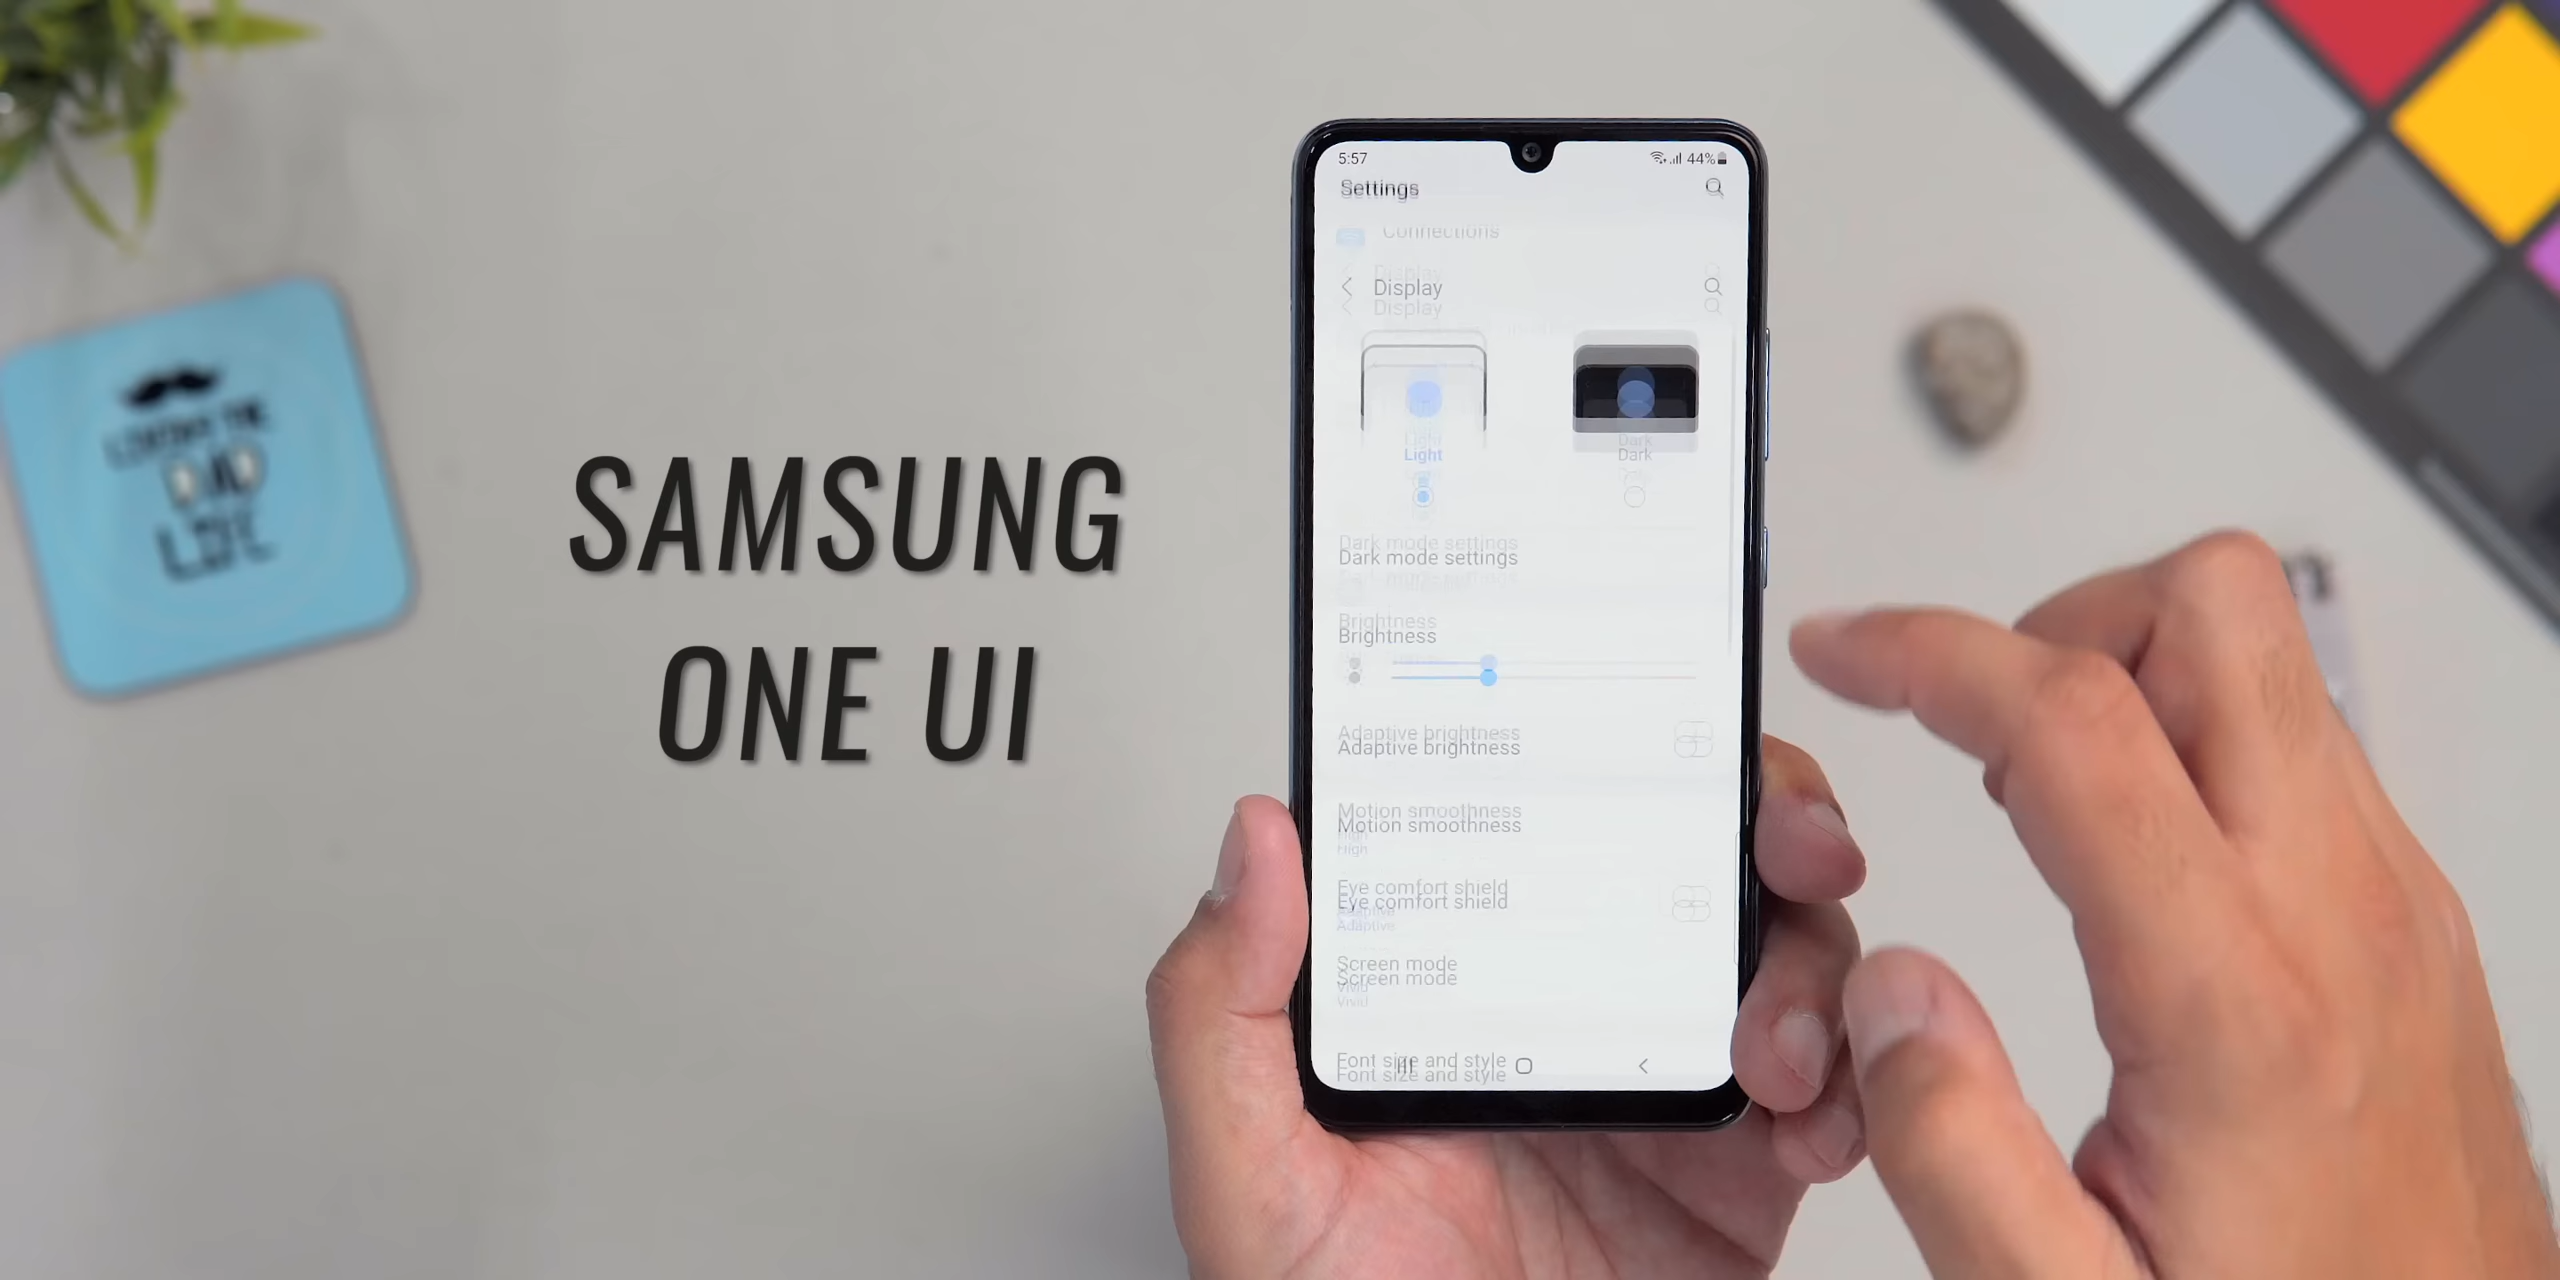 SAMSUNG
ONE UI
5:57
44%
Settings
Connections
Display
Light
Dark
Dark mode settings
Brightness
Adaptive brightness
Motion smoothness
High
Eye comfort shield
Adaptive
Screen mode
Vivid
Font size and style
DAD